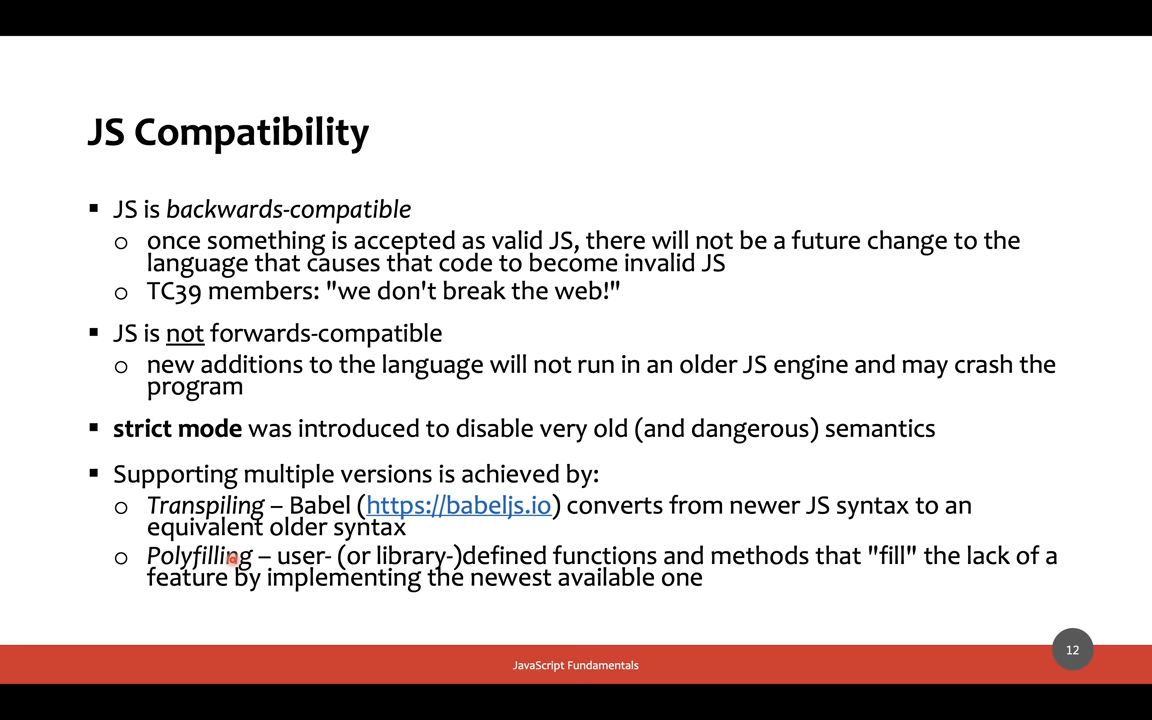 JS Compatibility
▪ JS is backwards-compatible
o once something is accepted as valid JS, there will not be a future change to the
language that causes that code to become invalid JS
o TC39 members: "we don't break the web!"
▪ JS is not forwards-compatible
o new additions to the language will not run in an older JS engine and may crash the
program
▪ strict mode was introduced to disable very old (and dangerous) semantics
▪ Supporting multiple versions is achieved by:
o Transpiling – Babel (https://babeljs.io) converts from newer JS syntax to an
equivalent older syntax
o Polyfilling – user- (or library-)defined functions and methods that "fill" the lack of a
feature by implementing the newest available one
12
JavaScript Fundamentals